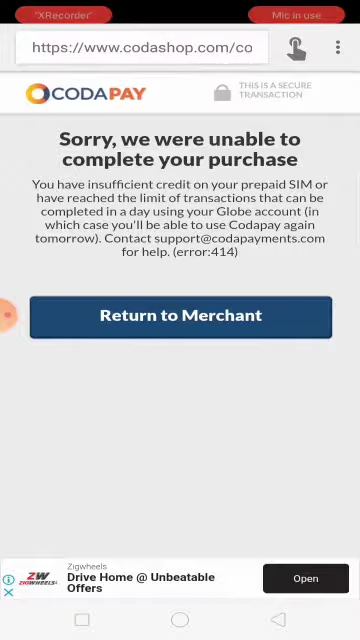 "XRecorder"
Mic in use
https://www.codashop.com/co
CODAPAY
THIS IS A SECURE
TRANSACTION
Sorry, we were unable to
complete your purchase
You have insufficient credit on your prepaid SIM or
have reached the limit of transactions that can be
completed in a day using your Globe account (in
which case you'll be able to use Codapay again
tomorrow). Contact support@codapayments.com
for help. (error:414)
Return to Merchant
Zigwheels
Drive Home @ Unbeatable
Offers
ZW
ZIGWHEELS
Open